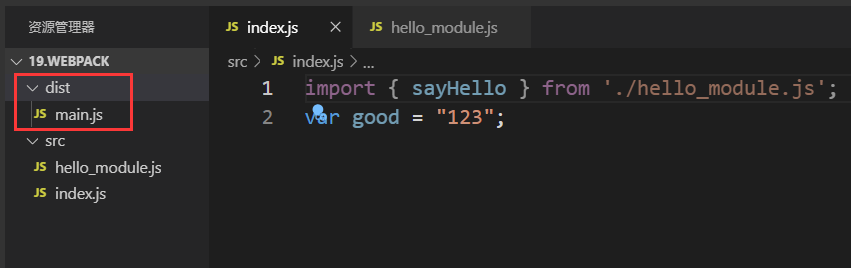 资源管理器
19.WEBPACK
dist
JS main.js
src
JS hello_module.js
JS index.js
JS index.js
JS hello_module.js
src > JS index.js > ...
1 import { sayHello } from './hello_module.js';
2 var good = "123";